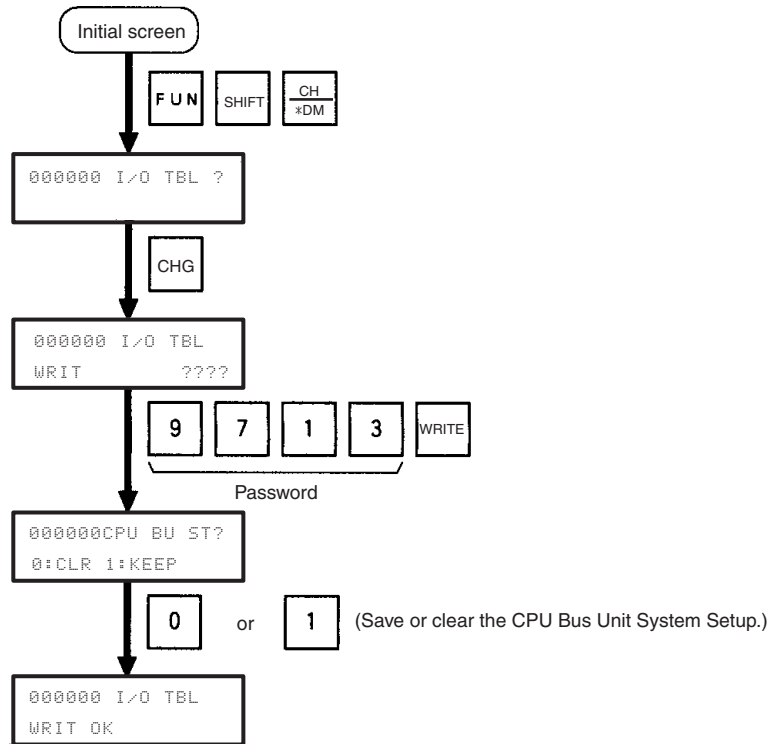 Initial screen
FUN SHIFT CH
*DM
000000 I/O TBL ?
CHG
000000 I/O TBL
WRIT ????
9 7 1 3 WRITE
Password
000000CPU BU ST?
0:CLR 1:KEEP
0 or 1 (Save or clear the CPU Bus Unit System Setup.)
000000 I/O TBL
WRIT OK